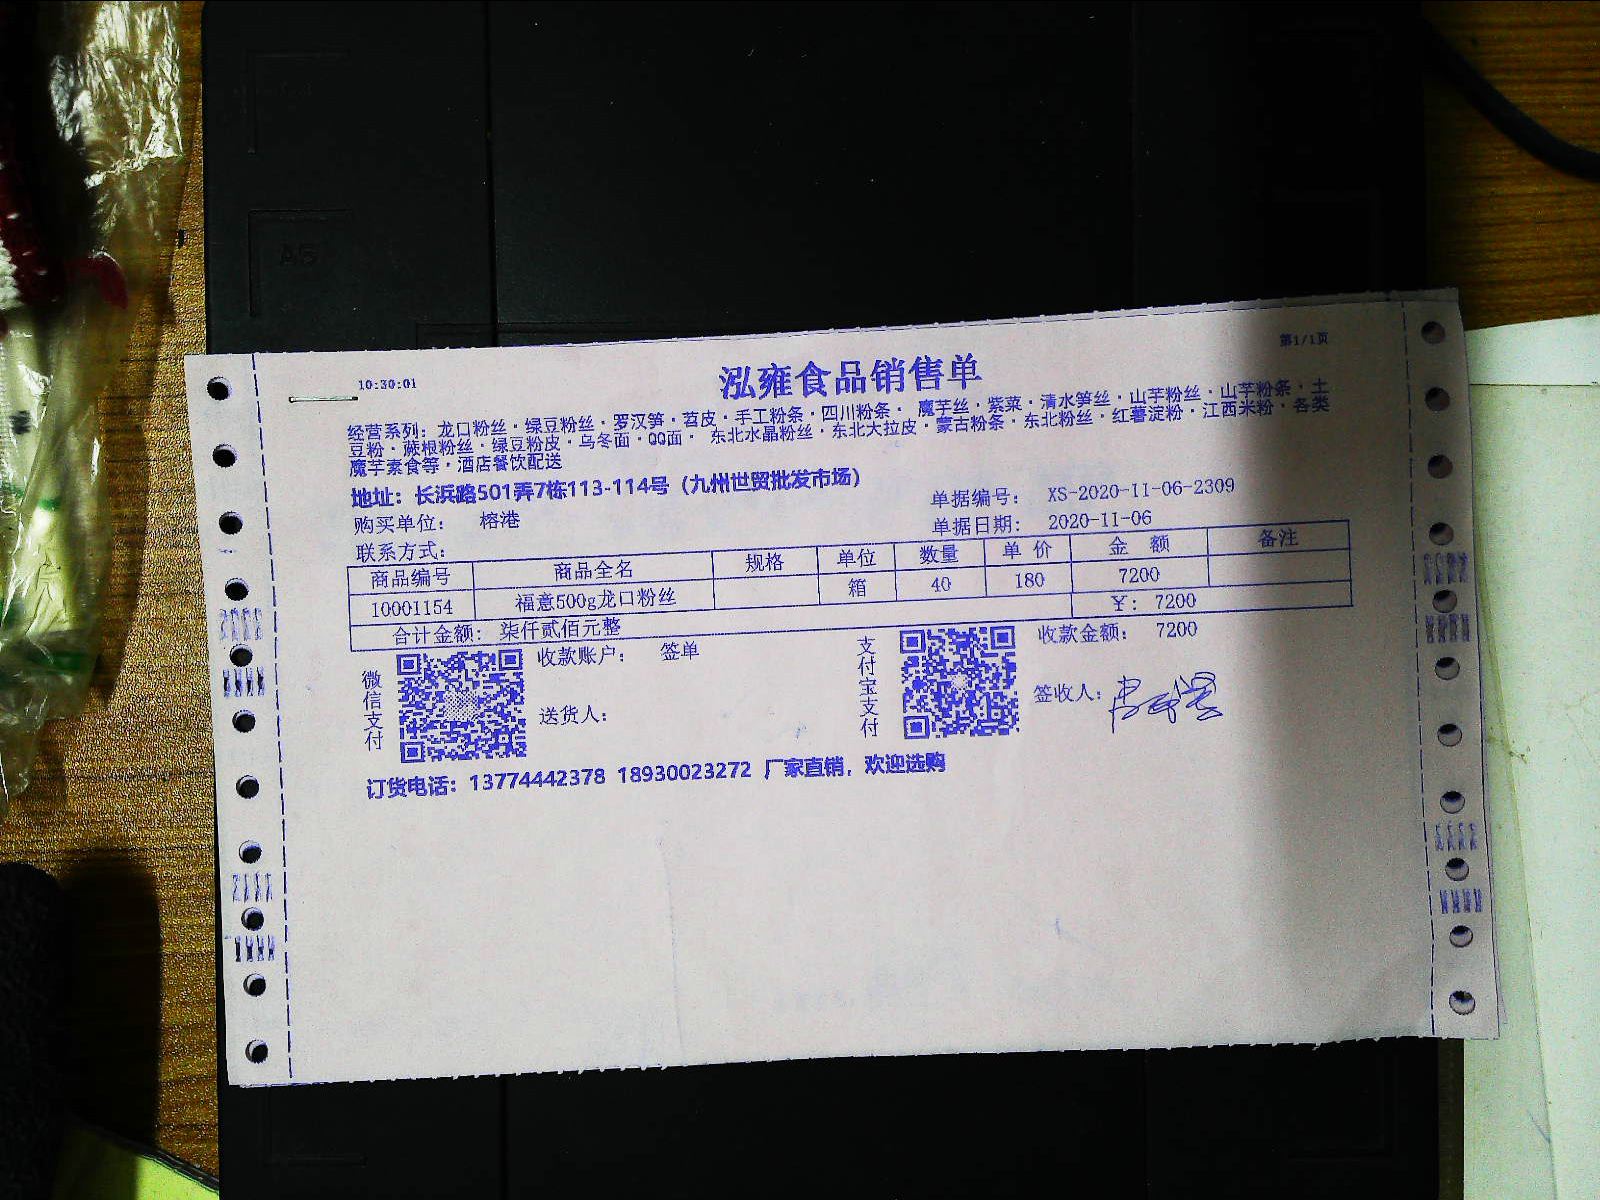 A5
第1/1页
10:30:01
泓雍食品销售单
经营系列: 龙口粉丝·绿豆粉丝·罗汉笋·苕皮·手工粉条·四川粉条· 魔芋丝·紫菜·清水笋丝·山芋粉丝·山芋粉条·土
豆粉·蕨根粉丝·绿豆粉皮·乌冬面·QQ面· 东北水晶粉丝·东北大拉皮·蒙古粉条·东北粉丝·红薯淀粉·江西米粉·各类
魔芋素食等·酒店餐饮配送
地址: 长浜路501弄7栋113-114号 (九州世贸批发市场)
单据编号: XS-2020-11-06-2309
购买单位: 榕港
单据日期: 2020-11-06
联系方式:
商品编号 商品全名 规格 单位 数量 单 价 金 额 备注
10001154 福意500g龙口粉丝 箱 40 180 7200
合计金额: 柒仟贰佰元整 ¥: 7200
微信支付
收款账户: 签单
支付宝支付
收款金额: 7200
送货人:
签收人:
订货电话: 13774442378 18930023272 厂家直销, 欢迎选购